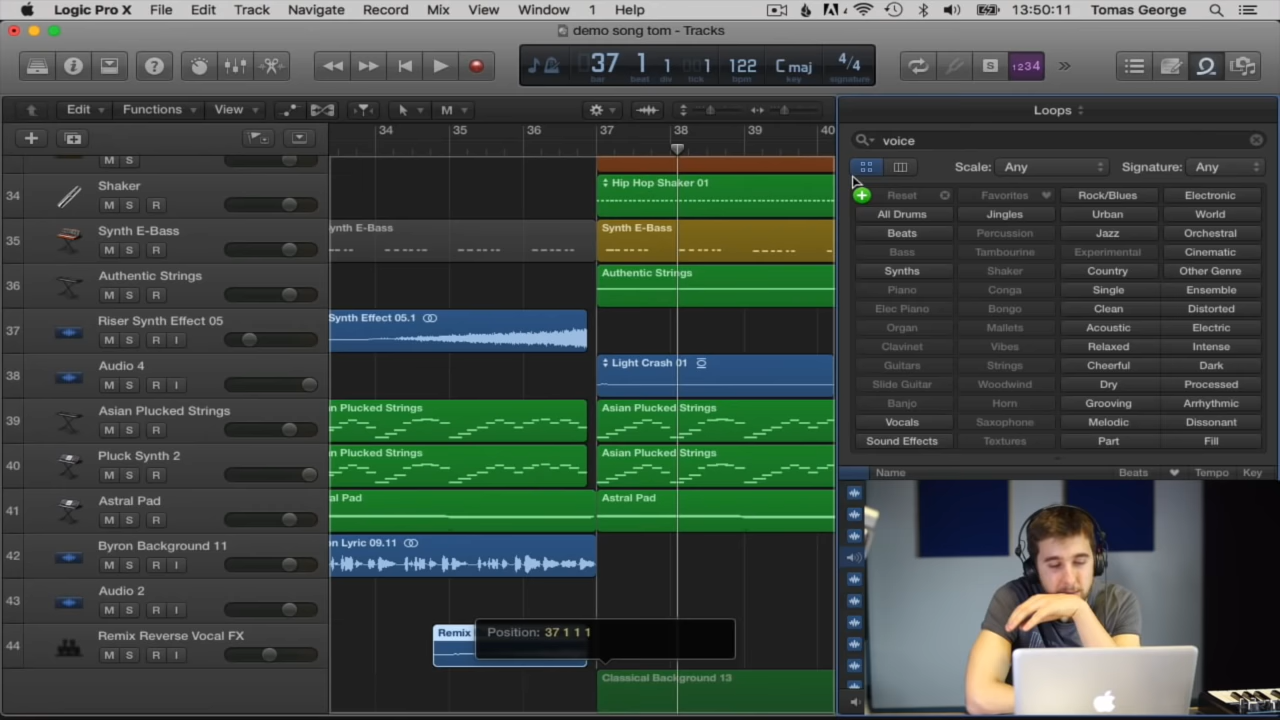 Logic Pro X File Edit Track Navigate Record Mix View Window 1 Help 13:50:11 Tomas George
demo song tom - Tracks
37 1 1 1 122 C maj 4/4
bar beat div tick bpm key signature
S 1234
Edit Functions View M
Loops
34 35 36 37 38 39 40
voice
Scale: Any Signature: Any
M S
34 Shaker
M S R
35 Synth E-Bass
M S R
36 Authentic Strings
M S R
37 Riser Synth Effect 05
M S R I
38 Audio 4
M S R I
39 Asian Plucked Strings
M S R
40 Pluck Synth 2
M S R
41 Astral Pad
M S R
42 Byron Background 11
M S R I
43 Audio 2
M S R I
44 Remix Reverse Vocal FX
M S R I
Hip Hop Shaker 01
ynth E-Bass Synth E-Bass
Authentic Strings
Synth Effect 05.1
Light Crash 01
n Plucked Strings Asian Plucked Strings
n Plucked Strings Asian Plucked Strings
al Pad Astral Pad
n Lyric 09.11
Remix Position: 37 1 1 1
Classical Background 13
Reset Favorites Rock/Blues Electronic
All Drums Jingles Urban World
Beats Percussion Jazz Orchestral
Bass Tambourine Experimental Cinematic
Synths Shaker Country Other Genre
Piano Conga Single Ensemble
Elec Piano Bongo Clean Distorted
Organ Mallets Acoustic Electric
Clavinet Vibes Relaxed Intense
Guitars Strings Cheerful Dark
Slide Guitar Woodwind Dry Processed
Banjo Horn Grooving Arrhythmic
Vocals Saxophone Melodic Dissonant
Sound Effects Textures Part Fill
Name Beats Tempo Key